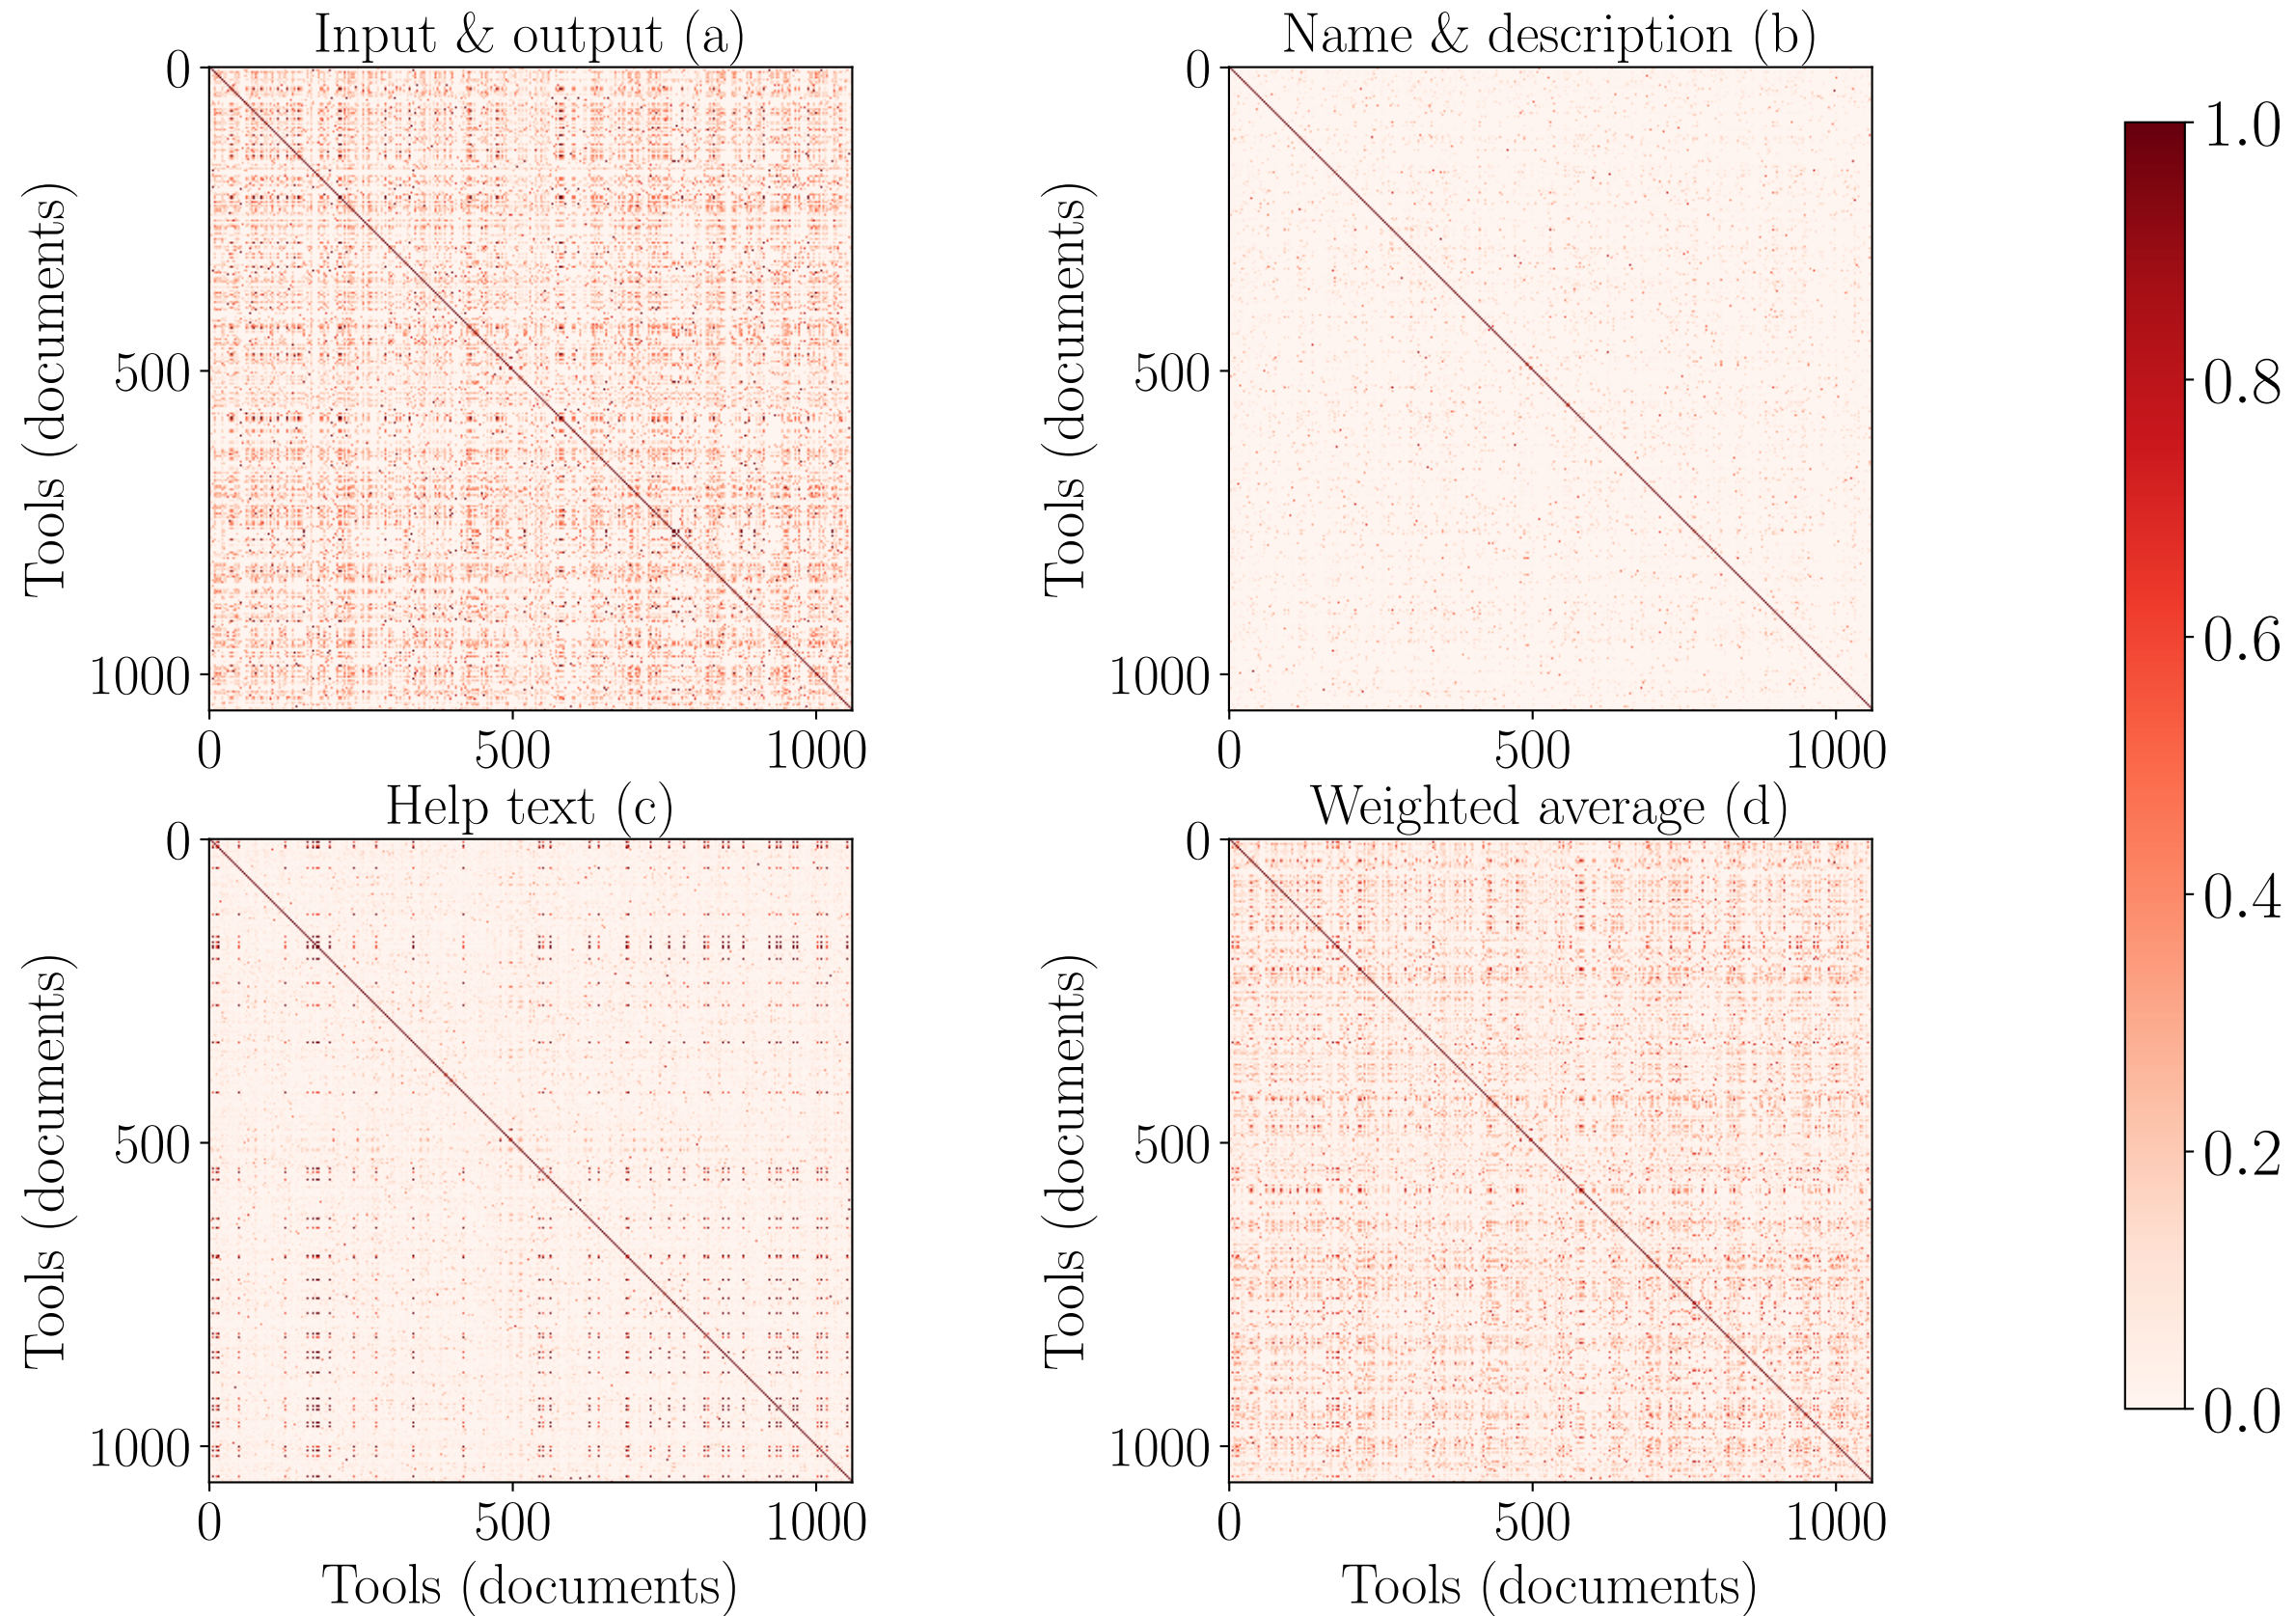 Input & output (a)
0
500
1000
Tools (documents)
0 500 1000
Name & description (b)
0
500
1000
Tools (documents)
0 500 1000
Help text (c)
0
500
1000
Tools (documents)
0 500 1000
Tools (documents)
Weighted average (d)
0
500
1000
Tools (documents)
0 500 1000
Tools (documents)
1.0
0.8
0.6
0.4
0.2
0.0